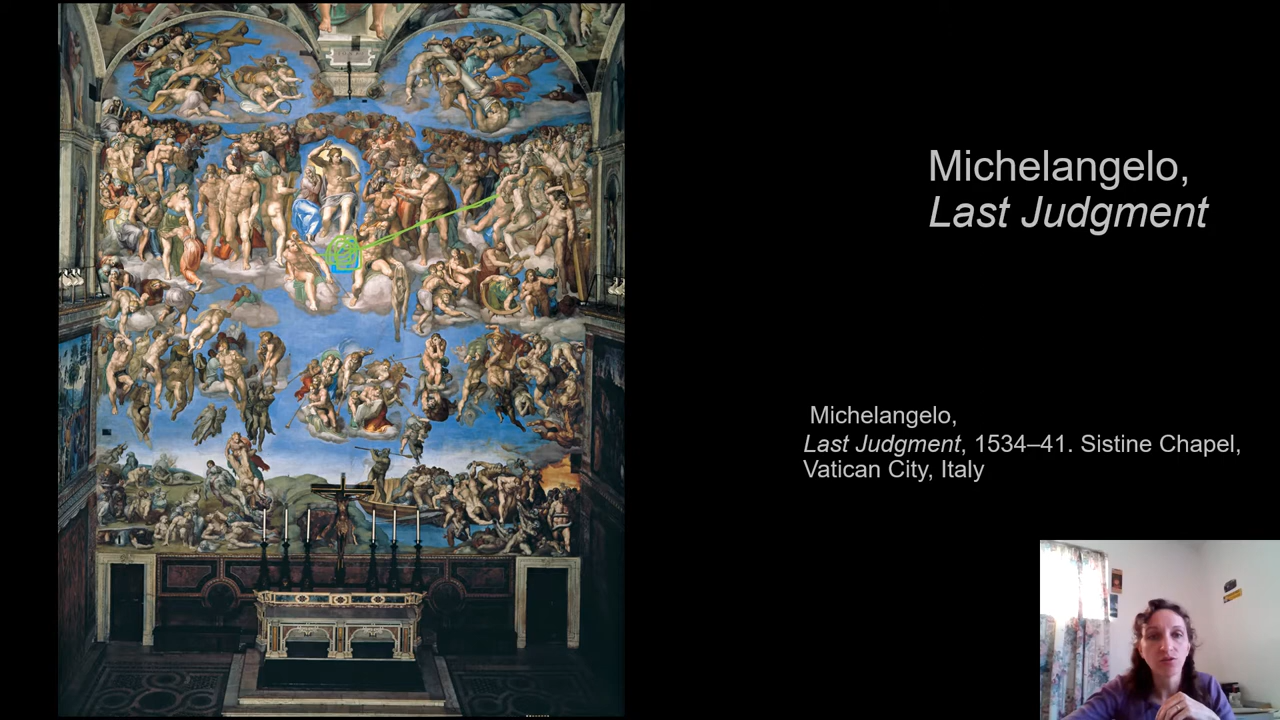 Michelangelo,
Last Judgment
Michelangelo,
Last Judgment, 1534–41. Sistine Chapel,
Vatican City, Italy